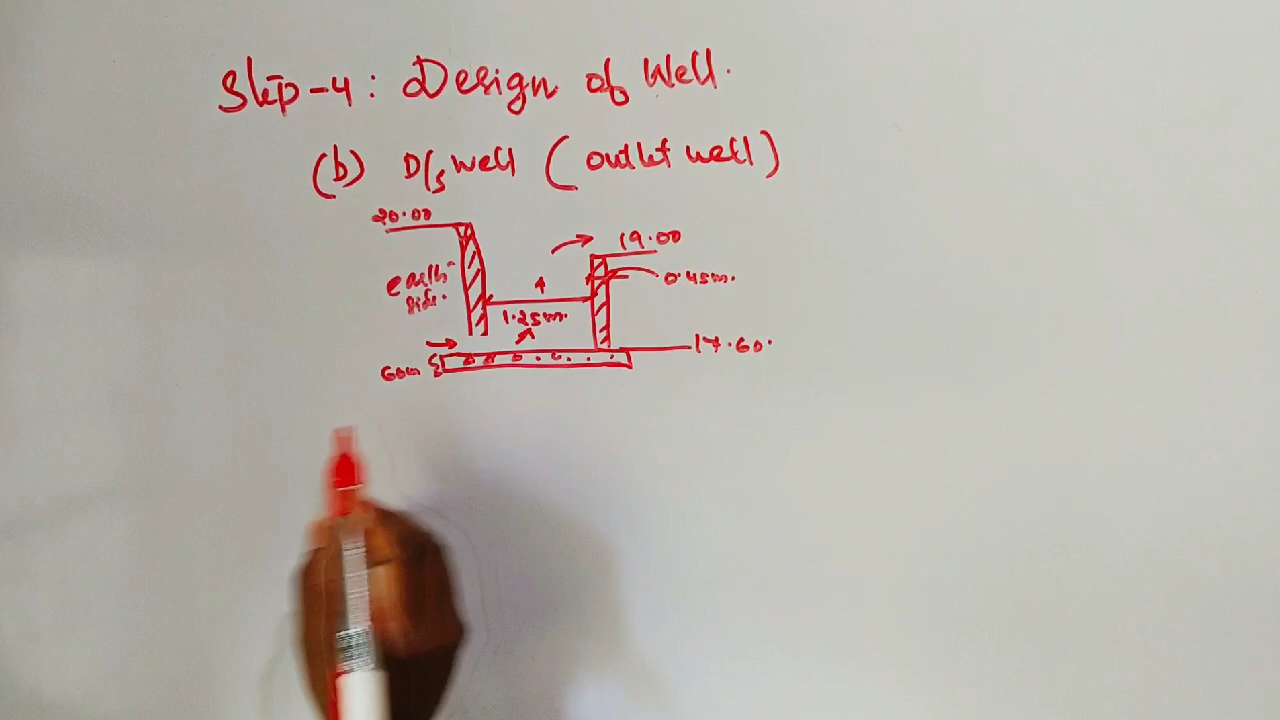 Step-4: Design of Well.
(b) D/s well (outlet well)
20.00
19.00
earth side.
0.45m.
1.25m.
17.60.
60cm